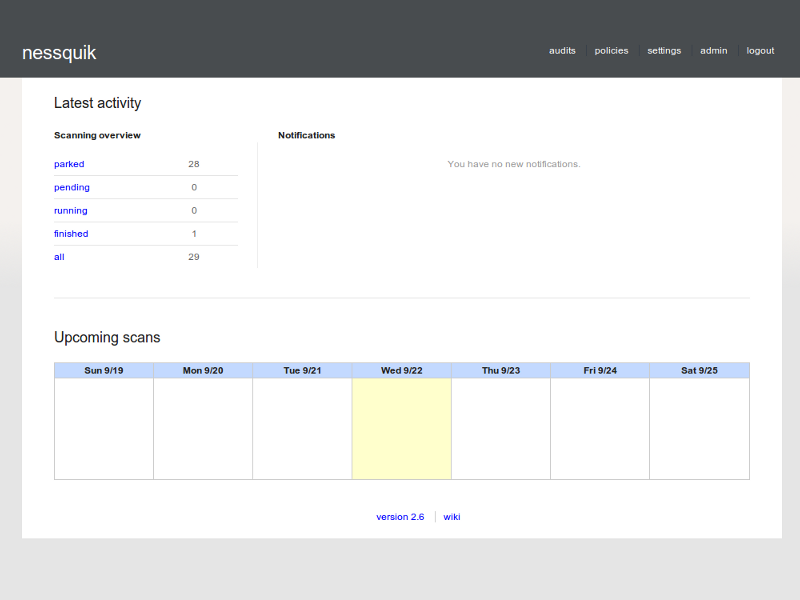 nessquik
audits policies settings admin logout
Latest activity
Scanning overview
parked 28
pending 0
running 0
finished 1
all 29
Notifications
You have no new notifications.
Upcoming scans
Sun 9/19 Mon 9/20 Tue 9/21 Wed 9/22 Thu 9/23 Fri 9/24 Sat 9/25
version 2.6 wiki